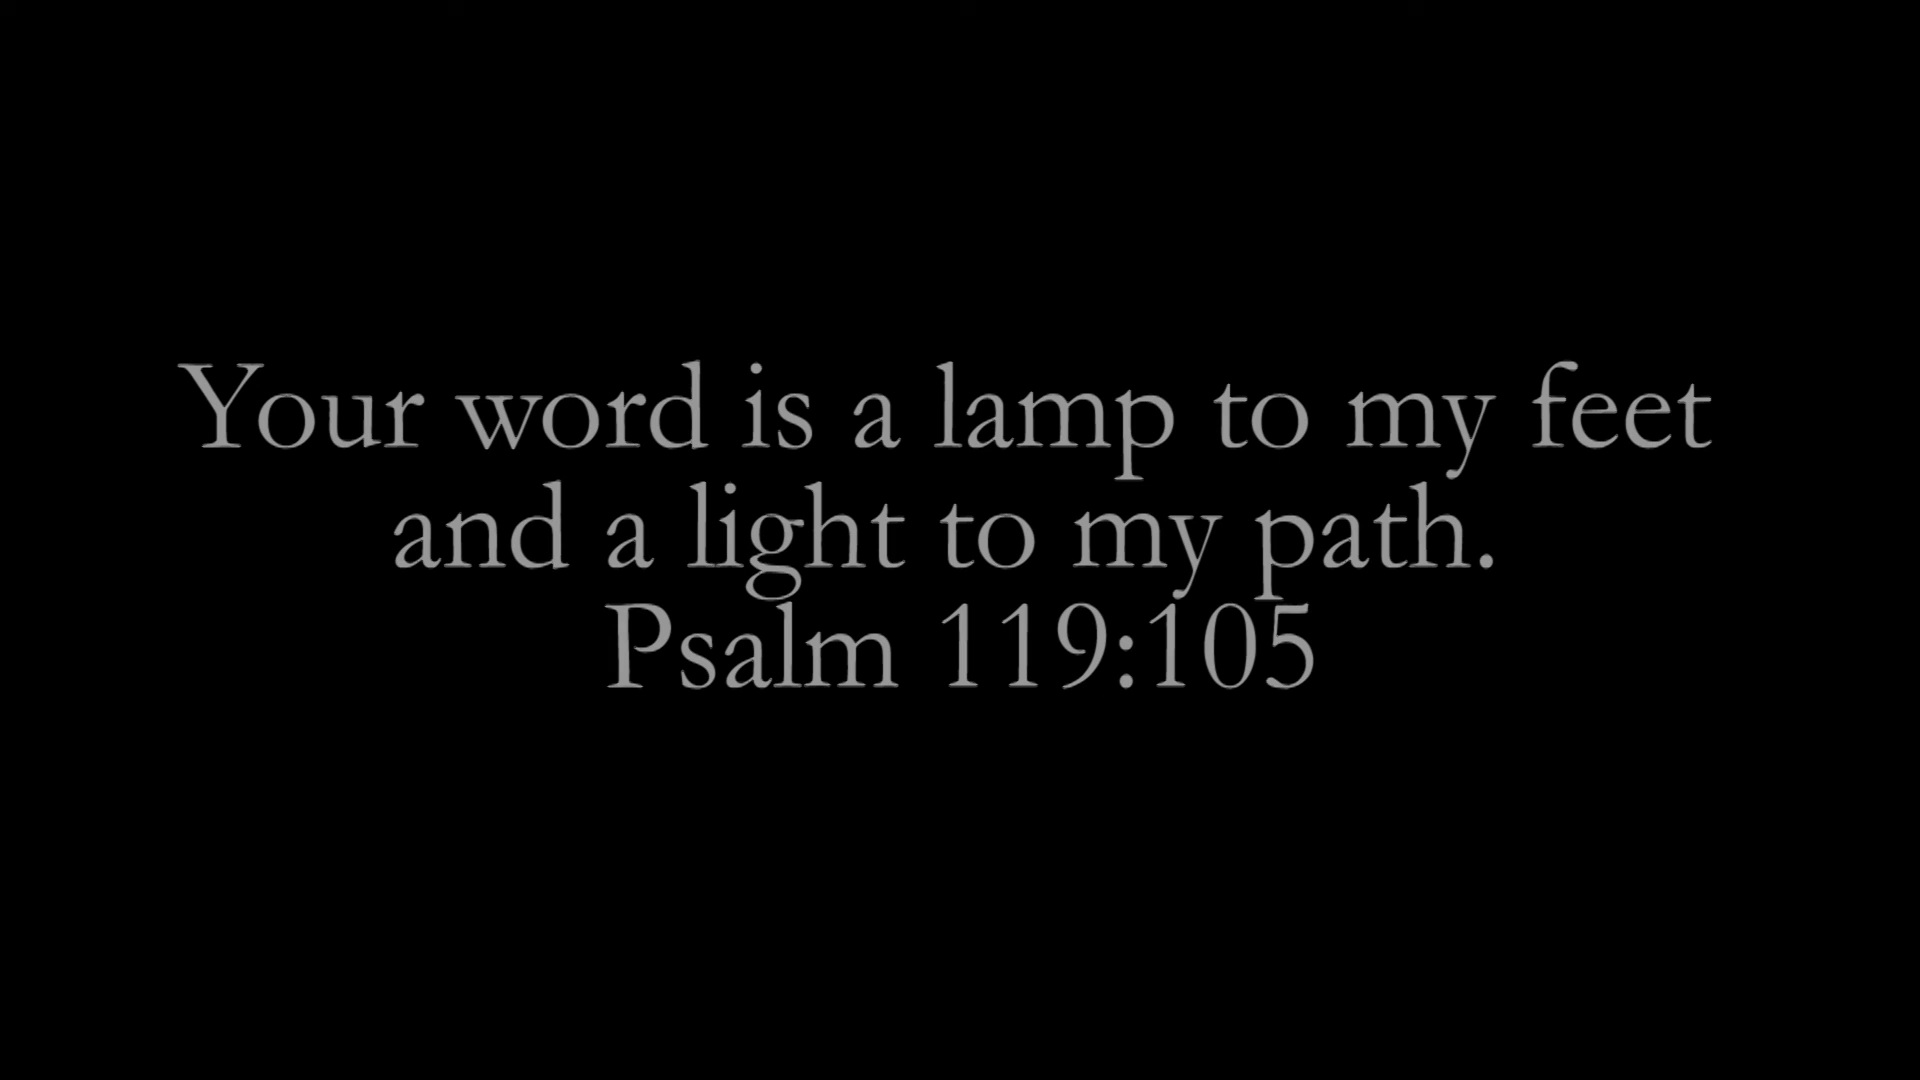 Your word is a lamp to my feet
and a light to my path.
Psalm 119:105